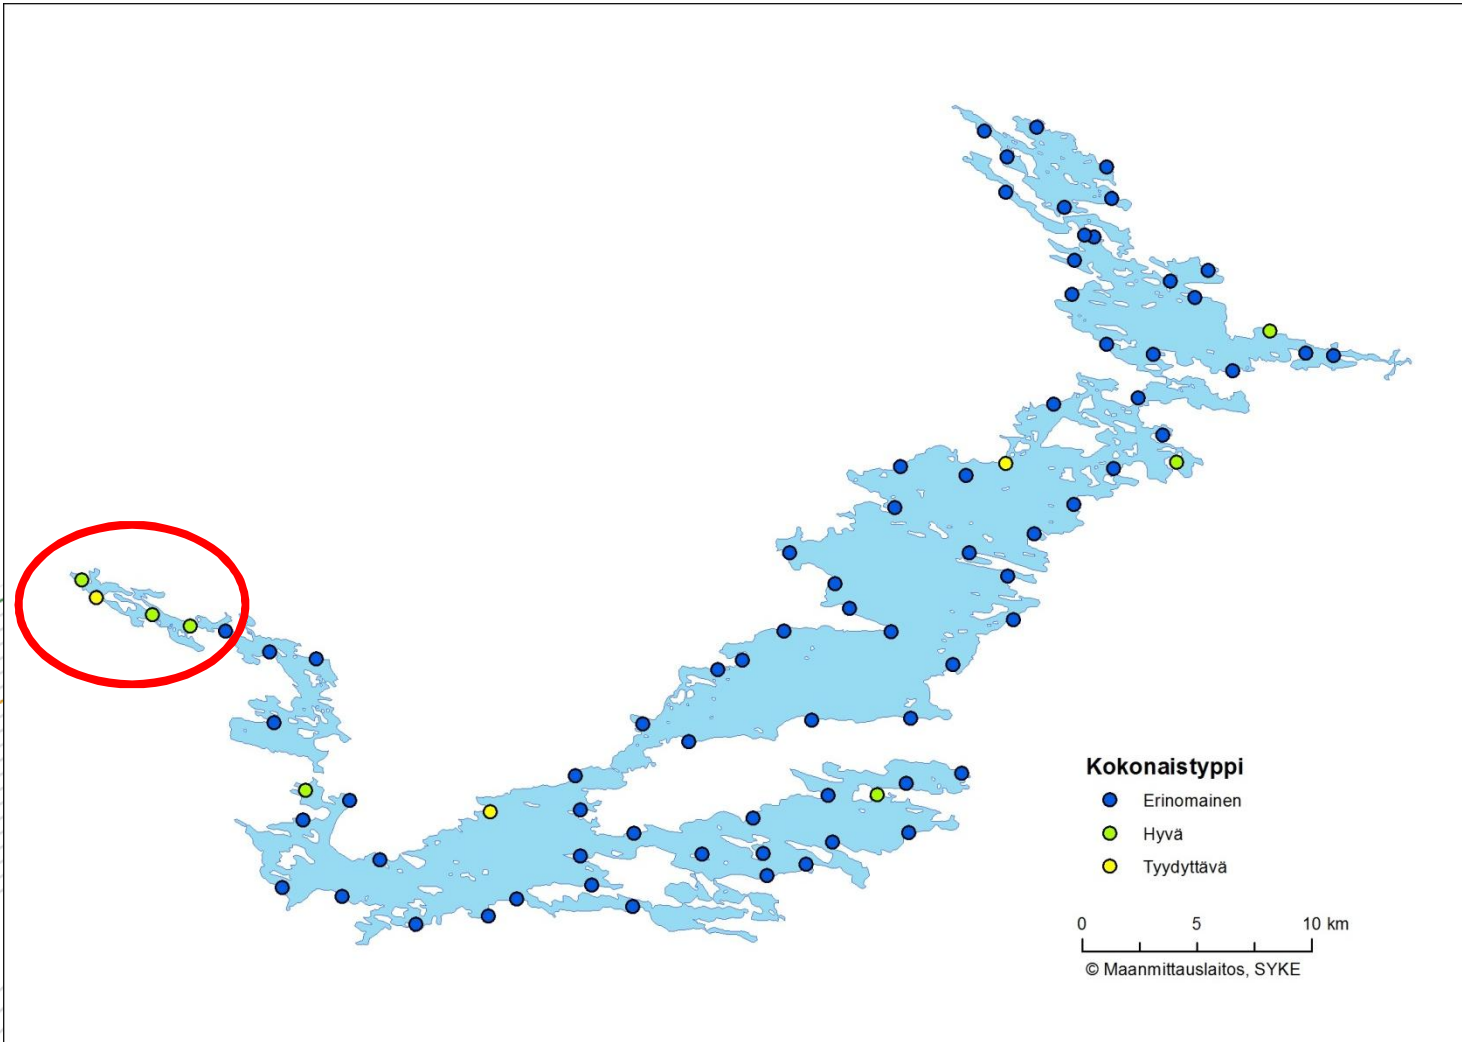 Kokonaistyppi
Erinomainen
Hyvä
Tyydyttävä
0 5 10 km
© Maanmittauslaitos, SYKE